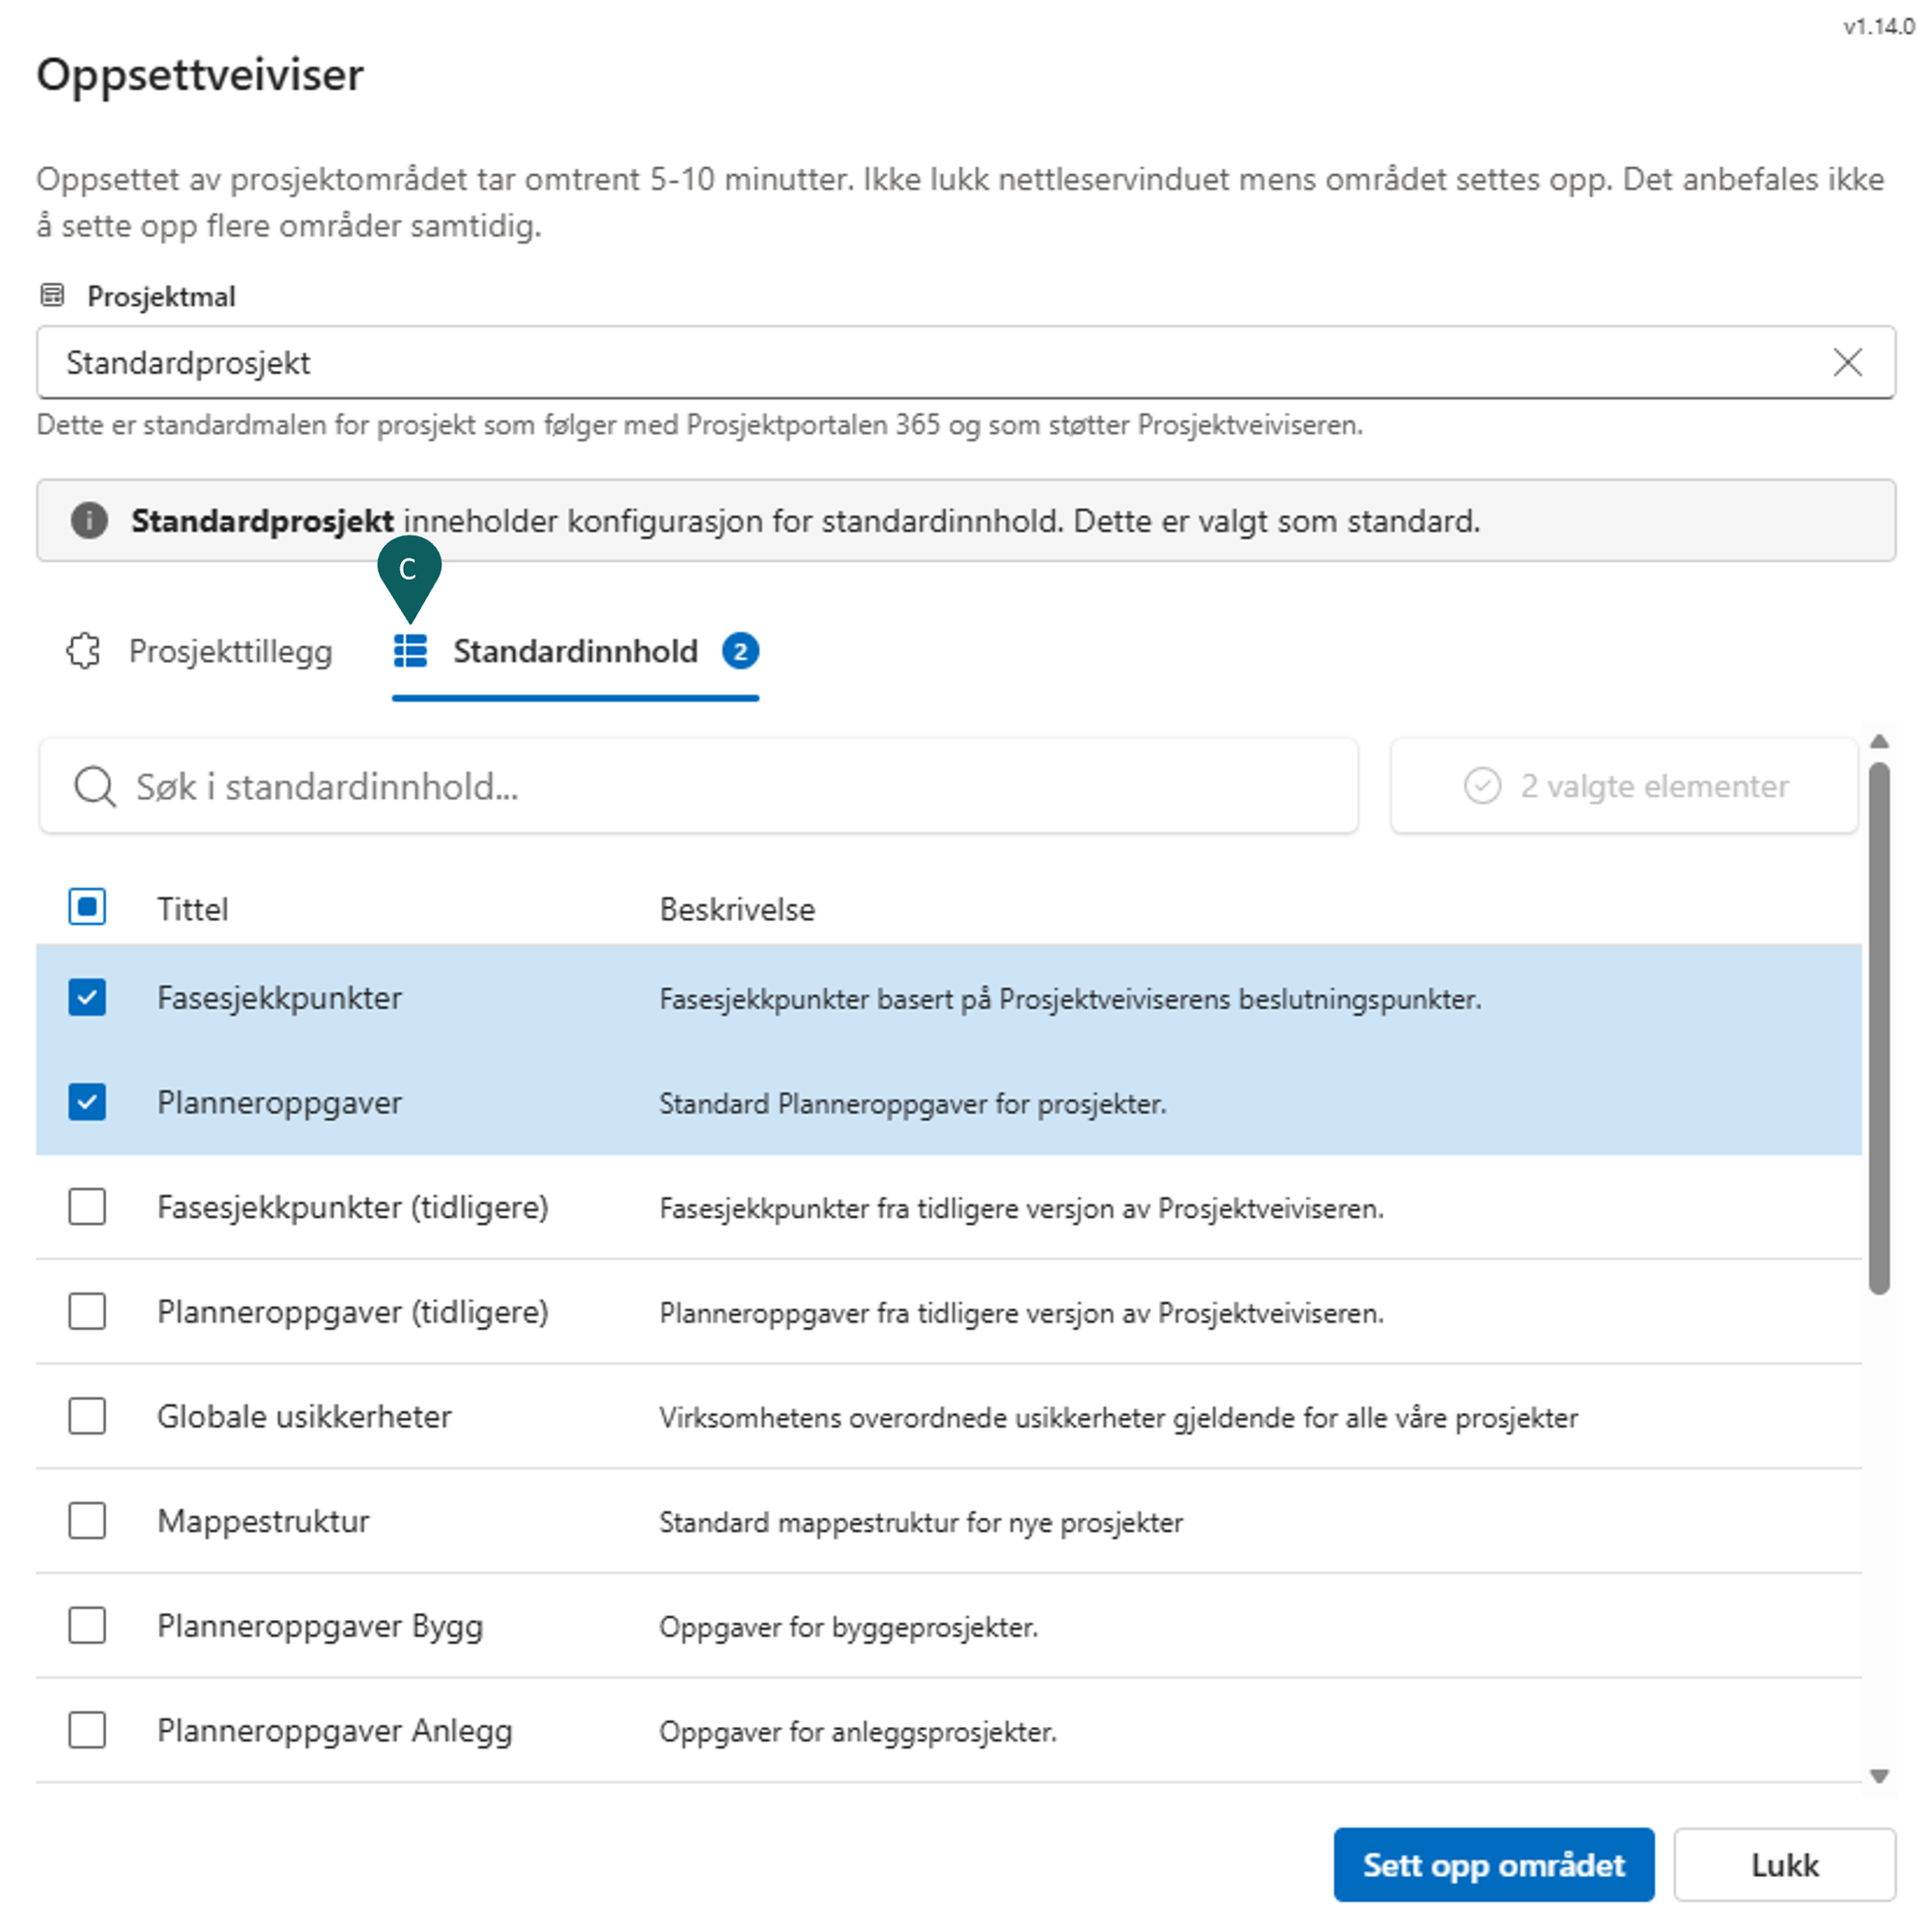 v1.14.0
Oppsettveiviser
Oppsettet av prosjektområdet tar omtrent 5-10 minutter. Ikke lukk nettleservinduet mens området settes opp. Det anbefales ikke
å sette opp flere områder samtidig.
Prosjektmal
Standardprosjekt
Dette er standardmalen for prosjekt som følger med Prosjektportalen 365 og som støtter Prosjektveiviseren.
Standardprosjekt inneholder konfigurasjon for standardinnhold. Dette er valgt som standard.
C
Prosjekttillegg Standardinnhold 2
Søk i standardinnhold... 2 valgte elementer
Tittel Beskrivelse
Fasesjekkpunkter Fasesjekkpunkter basert på Prosjektveiviserens beslutningspunkter.
Planneroppgaver Standard Planneroppgaver for prosjekter.
Fasesjekkpunkter (tidligere) Fasesjekkpunkter fra tidligere versjon av Prosjektveiviseren.
Planneroppgaver (tidligere) Planneroppgaver fra tidligere versjon av Prosjektveiviseren.
Globale usikkerheter Virksomhetens overordnede usikkerheter gjeldende for alle våre prosjekter
Mappestruktur Standard mappestruktur for nye prosjekter
Planneroppgaver Bygg Oppgaver for byggeprosjekter.
Planneroppgaver Anlegg Oppgaver for anleggsprosjekter.
Sett opp området Lukk